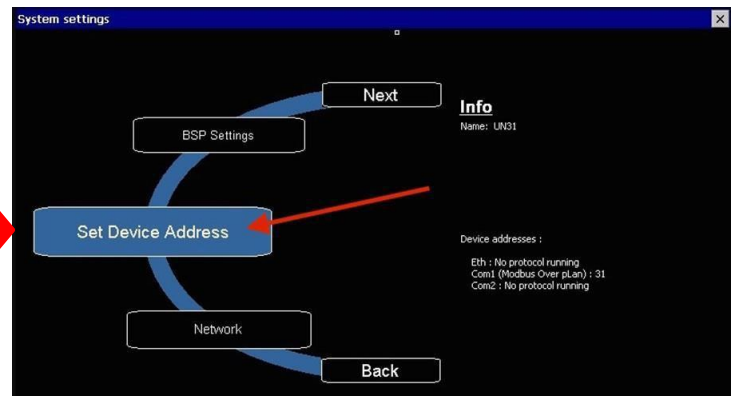 System settings
Next
Info
Name: UN31
BSP Settings
Set Device Address
Device addresses :
Eth : No protocol running
Com1 (Modbus Over pLan) : 31
Com2 : No protocol running
Network
Back